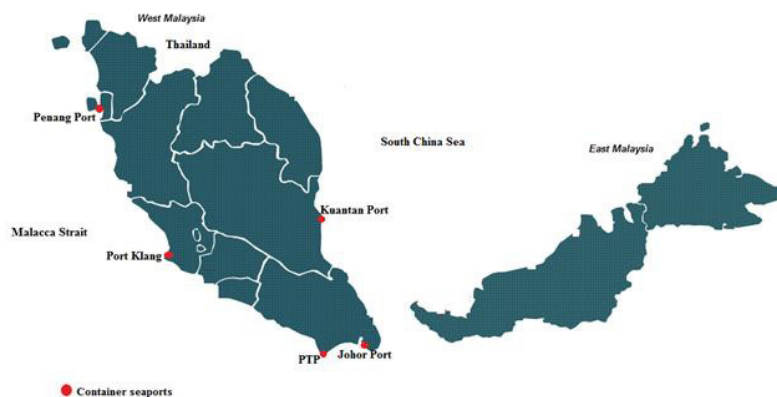 West Malaysia
Thailand
Penang Port
South China Sea
East Malaysia
Kuantan Port
Malacca Strait
Port Klang
PTP
Johor Port
Container seaports